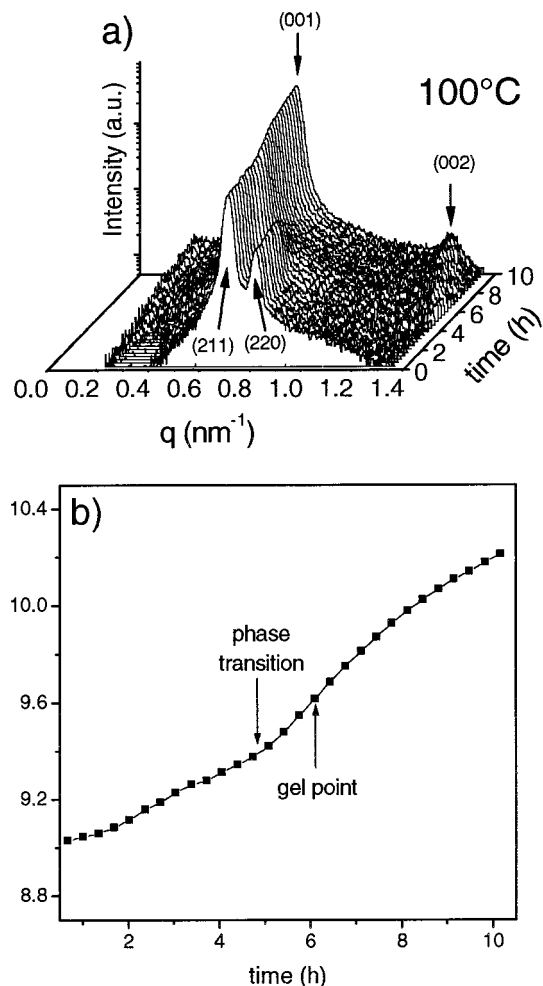 a)
(001)
100°C
Intensity (a.u.)
(002)
(211)
(220)
0.0 0.2 0.4 0.6 0.8 1.0 1.2 1.4
q (nm⁻¹)
0 2 4 6 8 10
time (h)
b)
10.4
10.0
9.6
9.2
8.8
phase
transition
gel point
2 4 6 8 10
time (h)